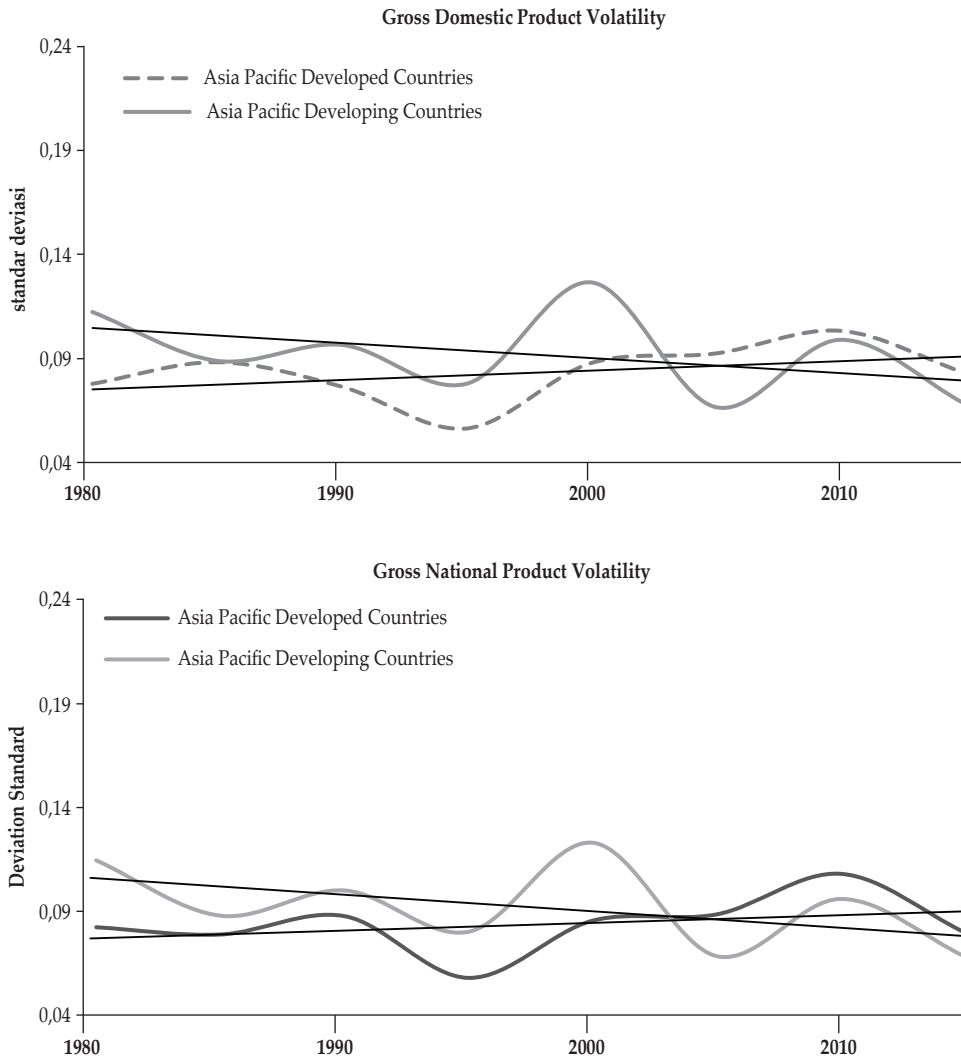 Gross Domestic Product Volatility
0,24
Asia Pacific Developed Countries
Asia Pacific Developing Countries
0,19
standar deviasi
0,14
0,09
0,04
1980 1990 2000 2010
Gross National Product Volatility
0,24
Asia Pacific Developed Countries
Asia Pacific Developing Countries
0,19
Deviation Standard
0,14
0,09
0,04
1980 1990 2000 2010